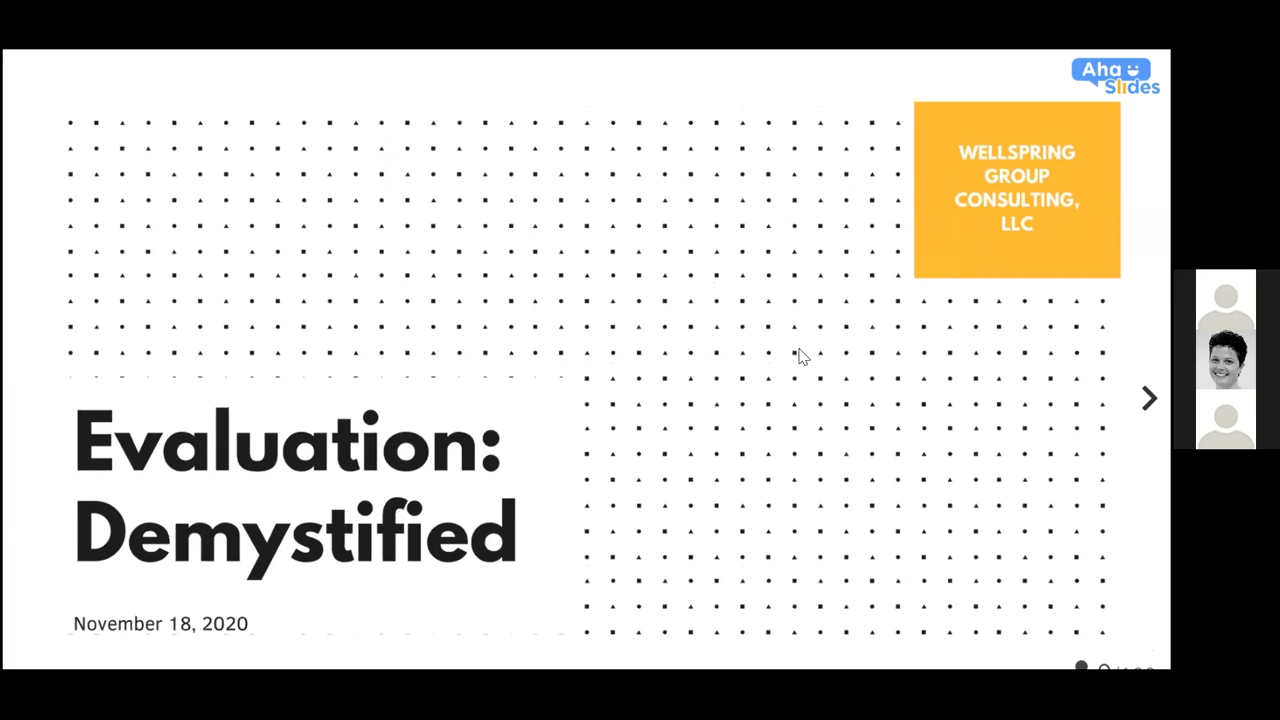 Aha
Slides
WELLSPRING
GROUP
CONSULTING,
LLC
Evaluation:
Demystified
November 18, 2020